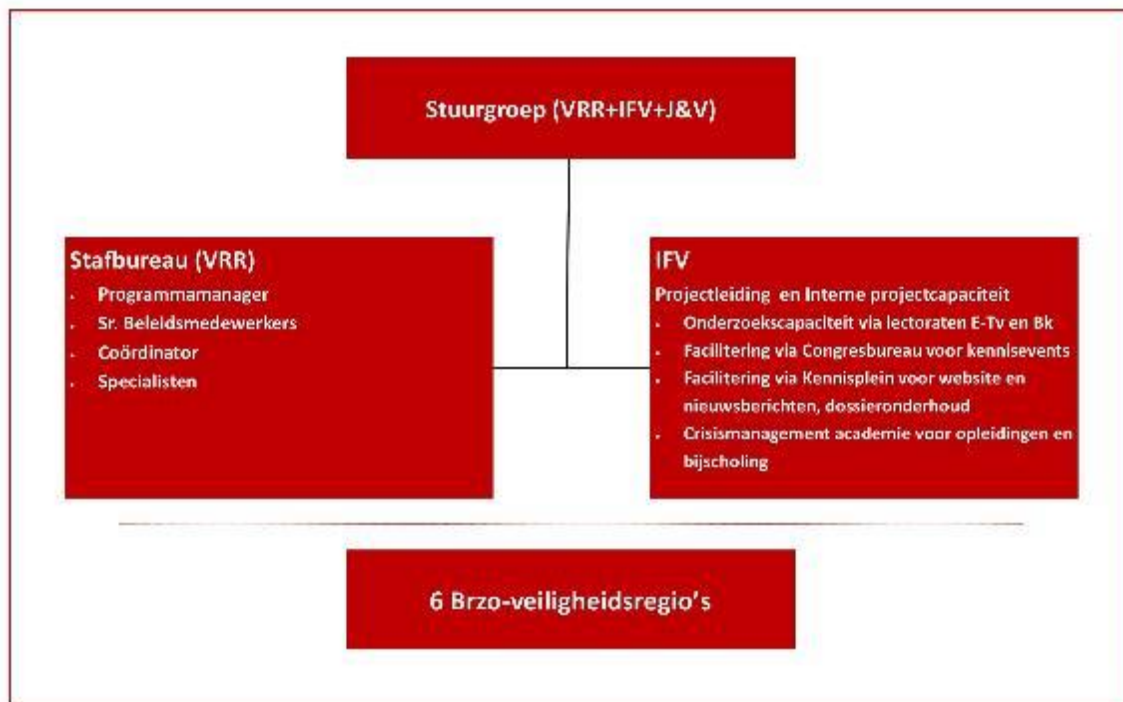 Stuurgroep (VRR+IFV+J&V)
Stafbureau (VRR)
• Programmamanager
• Sr. Beleidsmedewerkers
• Coördinator
• Specialisten
IFV
Projectleiding en Interne projectcapaciteit
• Onderzoekscapaciteit via lectoraten E-Tv en Bk
• Facilitering via Congresbureau voor kennisevents
• Facilitering via Kennisplein voor website en
nieuwsberichten, dossieronderhoud
• Crisismanagement academie voor opleidingen en
bijscholing
6 Brzo-veiligheidsregio's